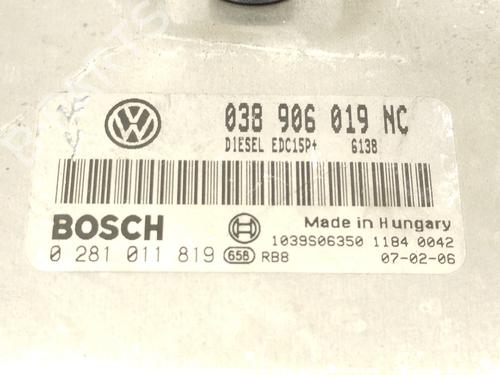 038 906 019 NC
DIESEL EDC15P+ 6138
BOSCH
Made in Hungary
1039S06350 1184 0042
0 281 011 819 658 RB8 07-02-06